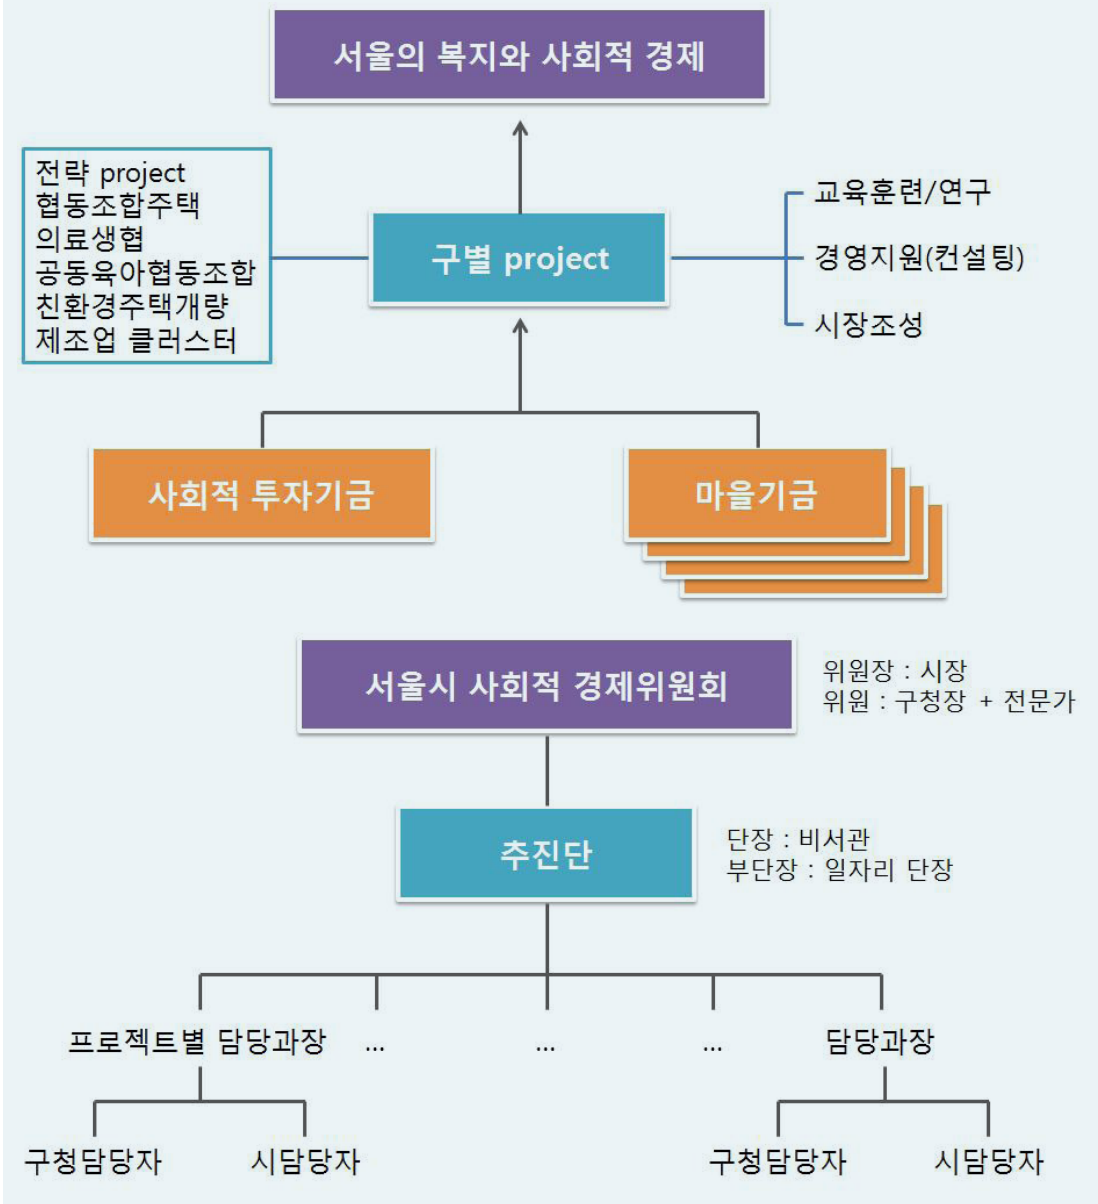 서울의 복지와 사회적 경제
전략 project
협동조합주택
의료생협
공동육아협동조합
친환경주택개량
제조업 클러스터
구별 project
교육훈련/연구
경영지원(컨설팅)
시장조성
사회적 투자기금
마을기금
서울시 사회적 경제위원회
위원장 : 시장
위원 : 구청장 + 전문가
추진단
단장 : 비서관
부단장 : 일자리 단장
프로젝트별 담당과장 ... ... ... 담당과장
구청담당자 시담당자 구청담당자 시담당자